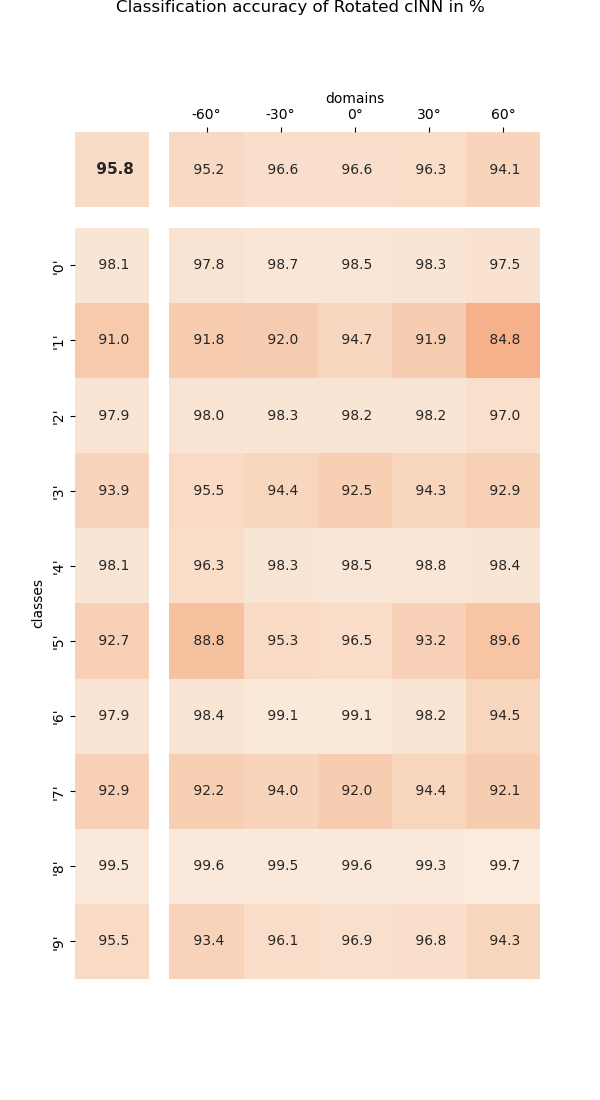 Classification accuracy of Rotated cINN in %
domains
-60° -30° 0° 30° 60°
95.8 95.2 96.6 96.6 96.3 94.1
classes
'0' 98.1 97.8 98.7 98.5 98.3 97.5
'1' 91.0 91.8 92.0 94.7 91.9 84.8
'2' 97.9 98.0 98.3 98.2 98.2 97.0
'3' 93.9 95.5 94.4 92.5 94.3 92.9
'4' 98.1 96.3 98.3 98.5 98.8 98.4
'5' 92.7 88.8 95.3 96.5 93.2 89.6
'6' 97.9 98.4 99.1 99.1 98.2 94.5
'7' 92.9 92.2 94.0 92.0 94.4 92.1
'8' 99.5 99.6 99.5 99.6 99.3 99.7
'9' 95.5 93.4 96.1 96.9 96.8 94.3